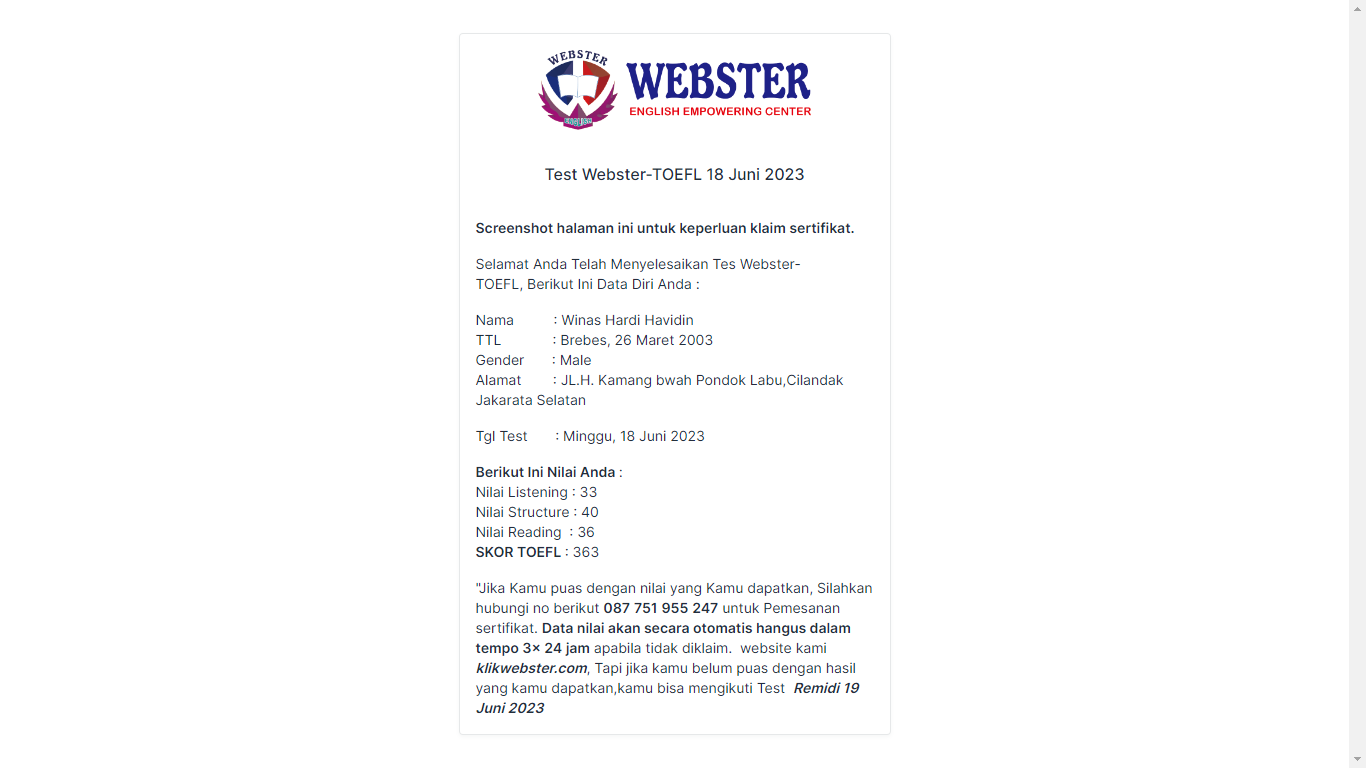 WEBSTER
ENGLISH
WEBSTER
ENGLISH EMPOWERING CENTER
Test Webster-TOEFL 18 Juni 2023
Screenshot halaman ini untuk keperluan klaim sertifikat.
Selamat Anda Telah Menyelesaikan Tes Webster-
TOEFL, Berikut Ini Data Diri Anda :
Nama : Winas Hardi Havidin
TTL : Brebes, 26 Maret 2003
Gender : Male
Alamat : JL.H. Kamang bwah Pondok Labu,Cilandak
Jakarata Selatan
Tgl Test : Minggu, 18 Juni 2023
Berikut Ini Nilai Anda :
Nilai Listening : 33
Nilai Structure : 40
Nilai Reading : 36
SKOR TOEFL : 363
"Jika Kamu puas dengan nilai yang Kamu dapatkan, Silahkan
hubungi no berikut 087 751 955 247 untuk Pemesanan
sertifikat. Data nilai akan secara otomatis hangus dalam
tempo 3x 24 jam apabila tidak diklaim. website kami
klikwebster.com, Tapi jika kamu belum puas dengan hasil
yang kamu dapatkan,kamu bisa mengikuti Test Remidi 19
Juni 2023